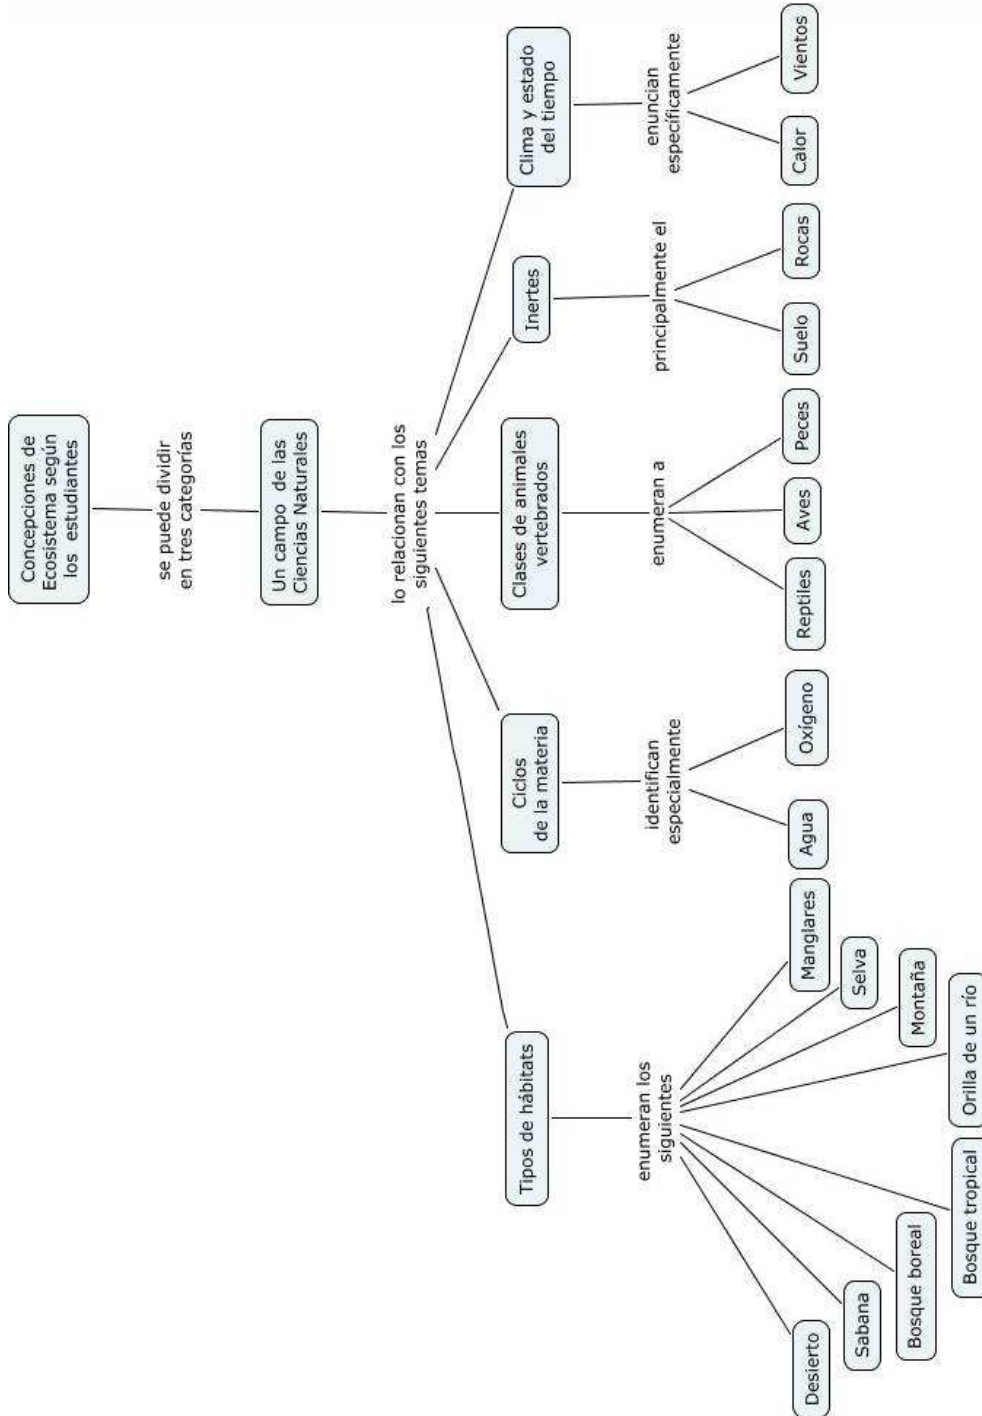 Concepciones de
Ecosistema según
los estudiantes
se puede dividir
en tres categorías
Un campo de las
Ciencias Naturales
lo relacionan con los
siguientes temas
Tipos de hábitats
Ciclos
de la materia
Clases de animales
vertebrados
Inertes
Clima y estado
del tiempo
enumeran los
siguientes
identifican
especialmente
enumeran a
principalmente el
enuncian
específicamente
Desierto
Sabana
Bosque boreal
Bosque tropical
Orilla de un río
Montaña
Selva
Manglares
Agua
Oxígeno
Reptiles
Aves
Peces
Suelo
Rocas
Calor
Vientos